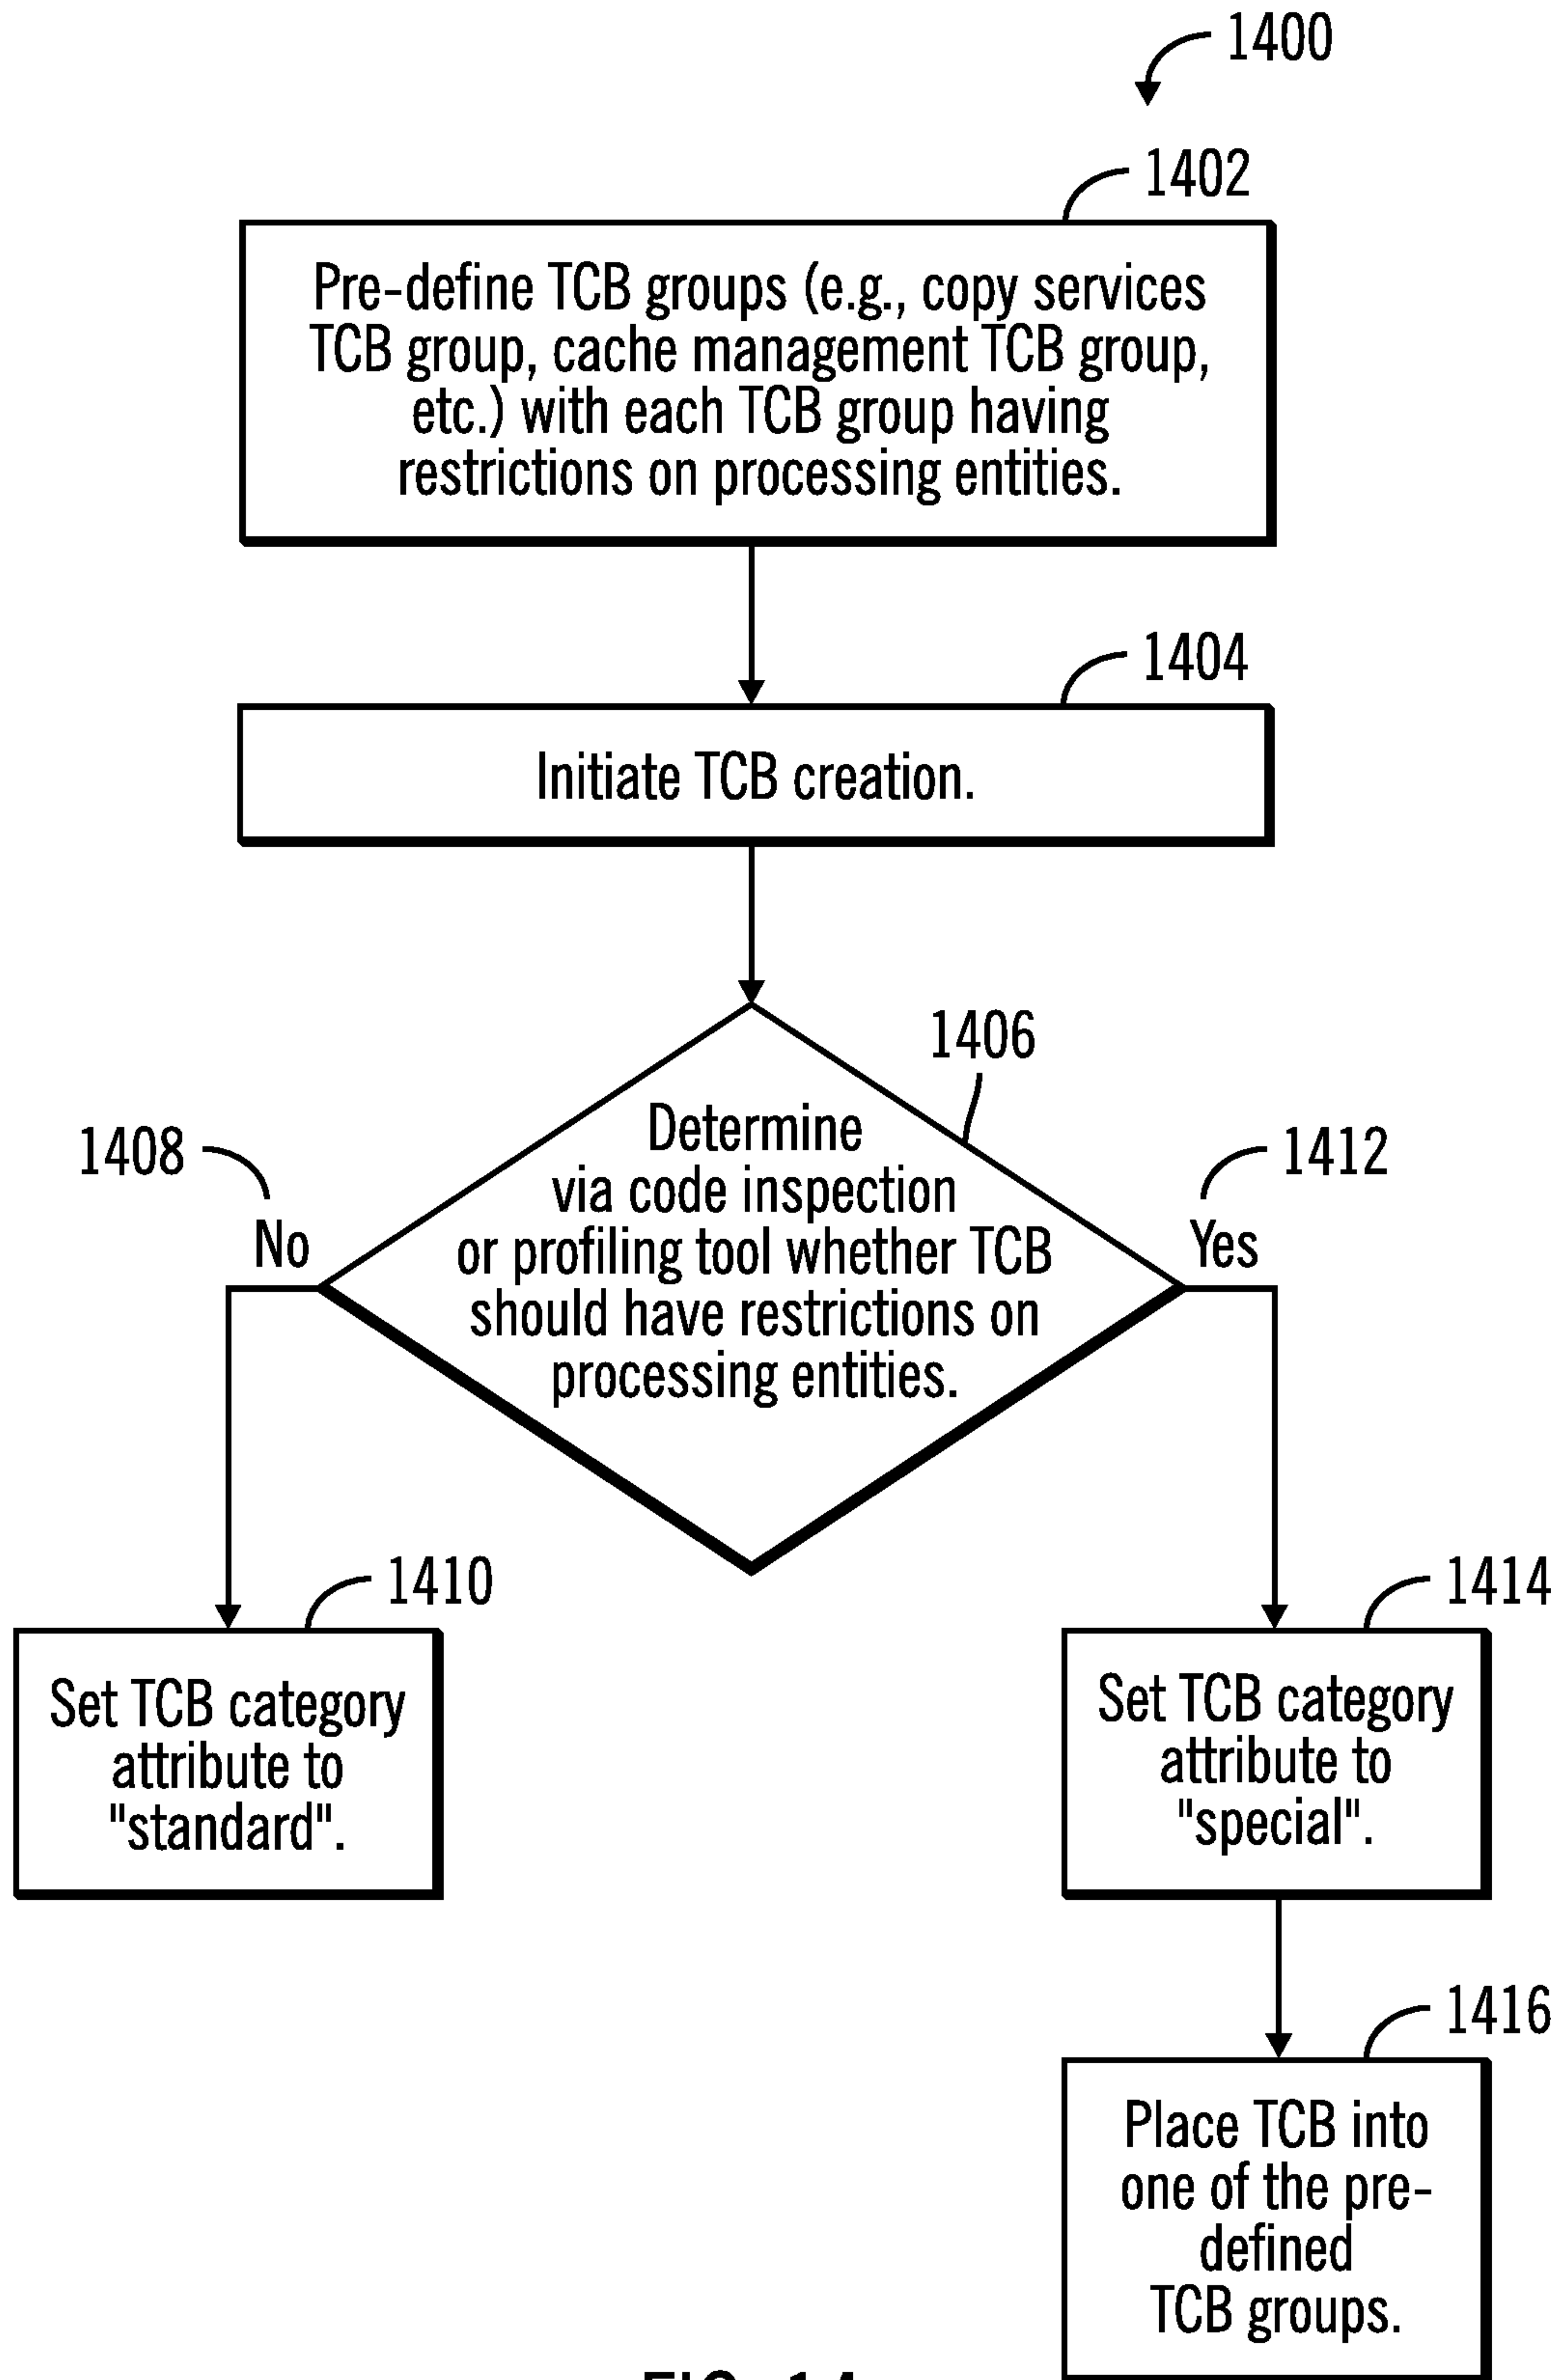 1400
1402
Pre-define TCB groups (e.g., copy services
TCB group, cache management TCB group,
etc.) with each TCB group having
restrictions on processing entities.
1404
Initiate TCB creation.
1406
Determine
via code inspection
or profiling tool whether TCB
should have restrictions on
processing entities.
1408
No
1412
Yes
1410
Set TCB category
attribute to
"standard".
1414
Set TCB category
attribute to
"special".
1416
Place TCB into
one of the pre-
defined
TCB groups.
FIG. 14